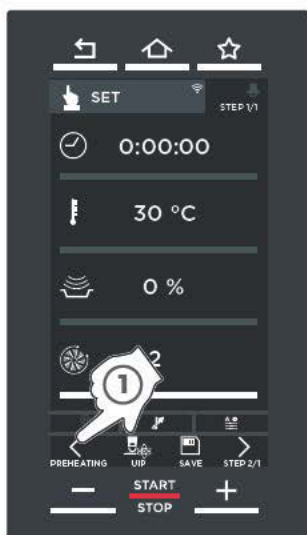 SET
STEP 1/1
0:00:00
30 °C
0 %
2
1
PREHEATING UIP SAVE STEP 2/1
START
STOP